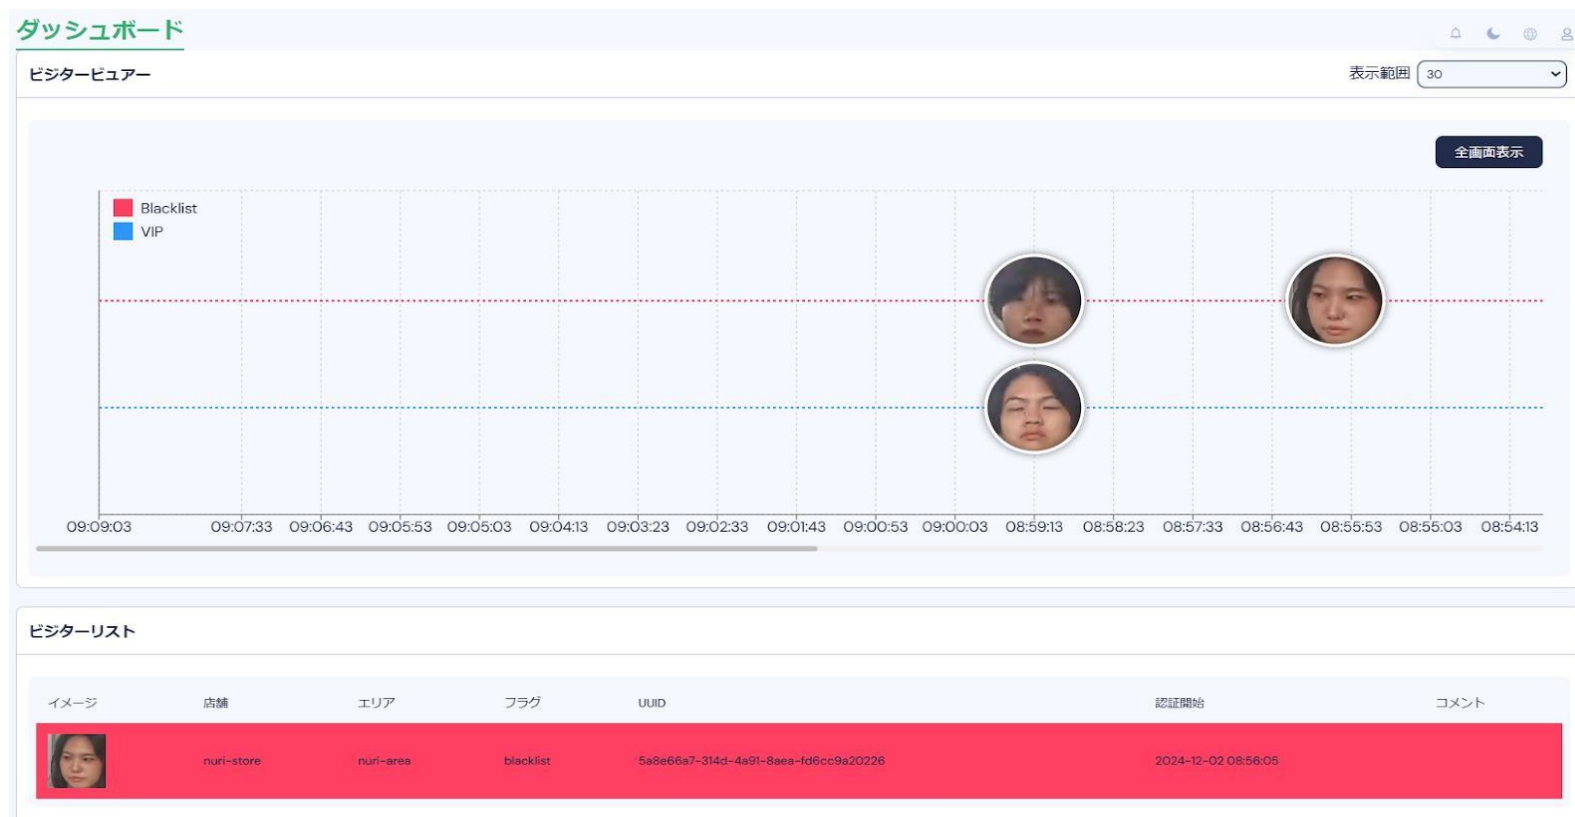 ダッシュボード
ビジタービュアー
表示範囲 30
全画面表示
Blacklist
VIP
09:09:03 09:07:33 09:06:43 09:05:53 09:05:03 09:04:13 09:03:23 09:02:33 09:01:43 09:00:53 09:00:03 08:59:13 08:58:23 08:57:33 08:56:43 08:55:53 08:55:03 08:54:13
ビジターリスト
イメージ 店舗 エリア フラグ UUID 認証開始 コメント
nuri-store nuri-area blacklist 5a8e66a7-314d-4a91-8aea-fd6cc9a20226 2024-12-02 08:56:05